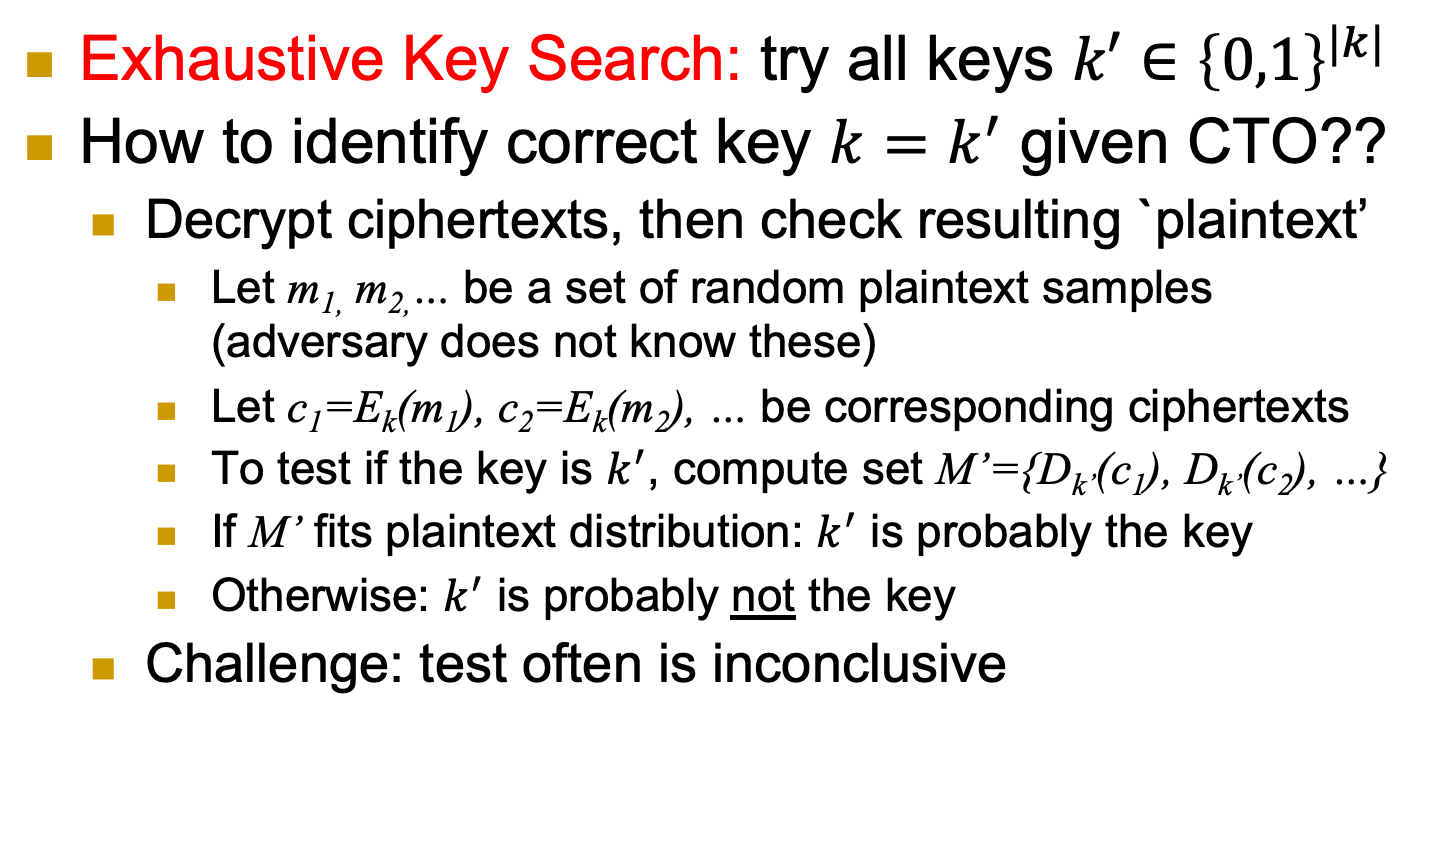 Exhaustive Key Search: try all keys k′ ∈ {0,1}^|k|
How to identify correct key k = k′ given CTO??
Decrypt ciphertexts, then check resulting `plaintext’
Let m₁, m₂,... be a set of random plaintext samples
(adversary does not know these)
Let c₁=Eₖ(m₁), c₂=Eₖ(m₂), ... be corresponding ciphertexts
To test if the key is k′, compute set M’={Dₖ’(c₁), Dₖ’(c₂), ...}
If M’ fits plaintext distribution: k′ is probably the key
Otherwise: k′ is probably not the key
Challenge: test often is inconclusive